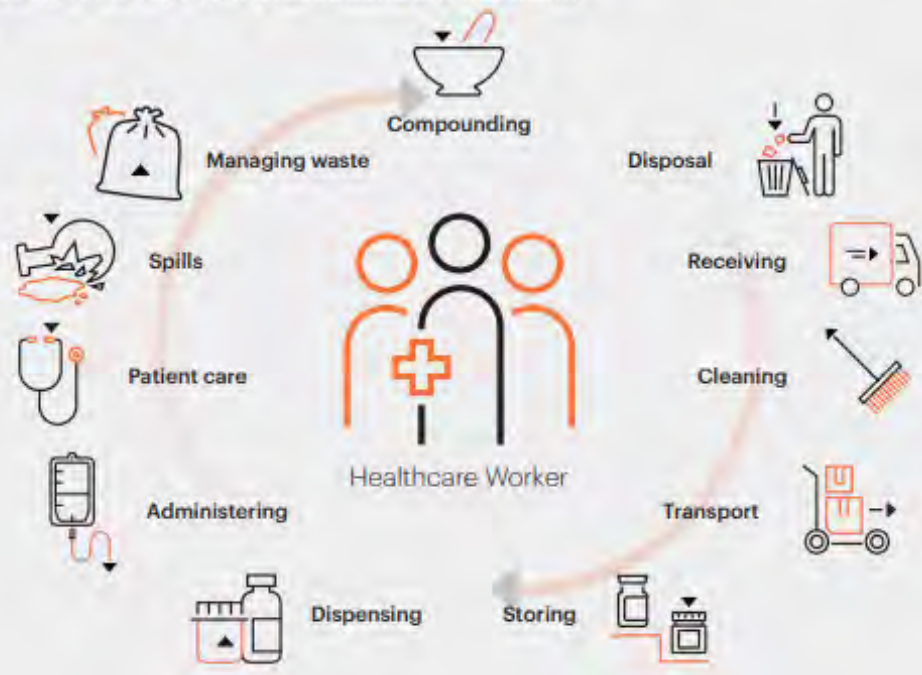 Compounding
Managing waste
Disposal
Spills
Receiving
Patient care
Cleaning
Healthcare Worker
Administering
Transport
Dispensing
Storing